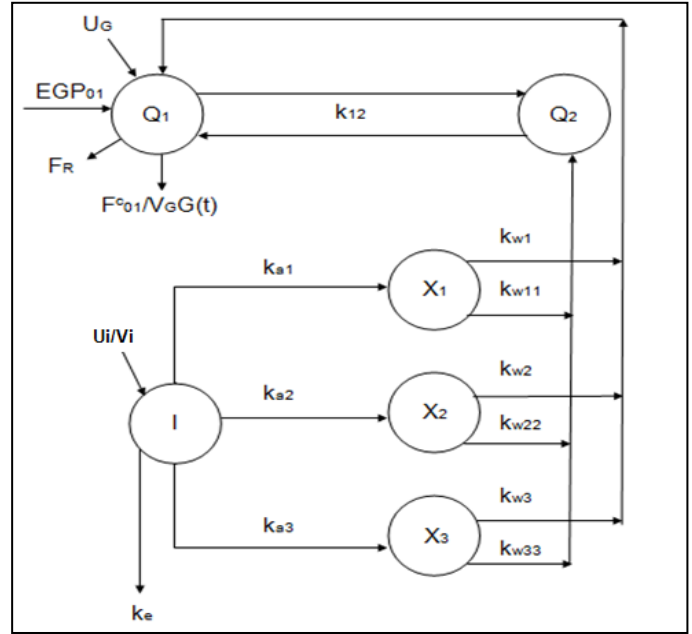 UG
EGP01
Q1
k12
Q2
FR
Fc01/VGG(t)
ka1
X1
kw1
kw11
Ui/Vi
I
ka2
X2
kw2
kw22
ka3
X3
kw3
kw33
ke